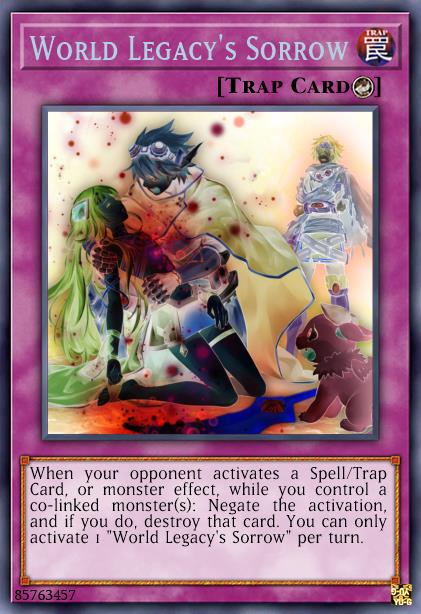 World Legacy's Sorrow
TRAP
罠
[Trap Card]
When your opponent activates a Spell/Trap
Card, or monster effect, while you control a
co-linked monster(s): Negate the activation,
and if you do, destroy that card. You can only
activate 1 "World Legacy's Sorrow" per turn.
85763457